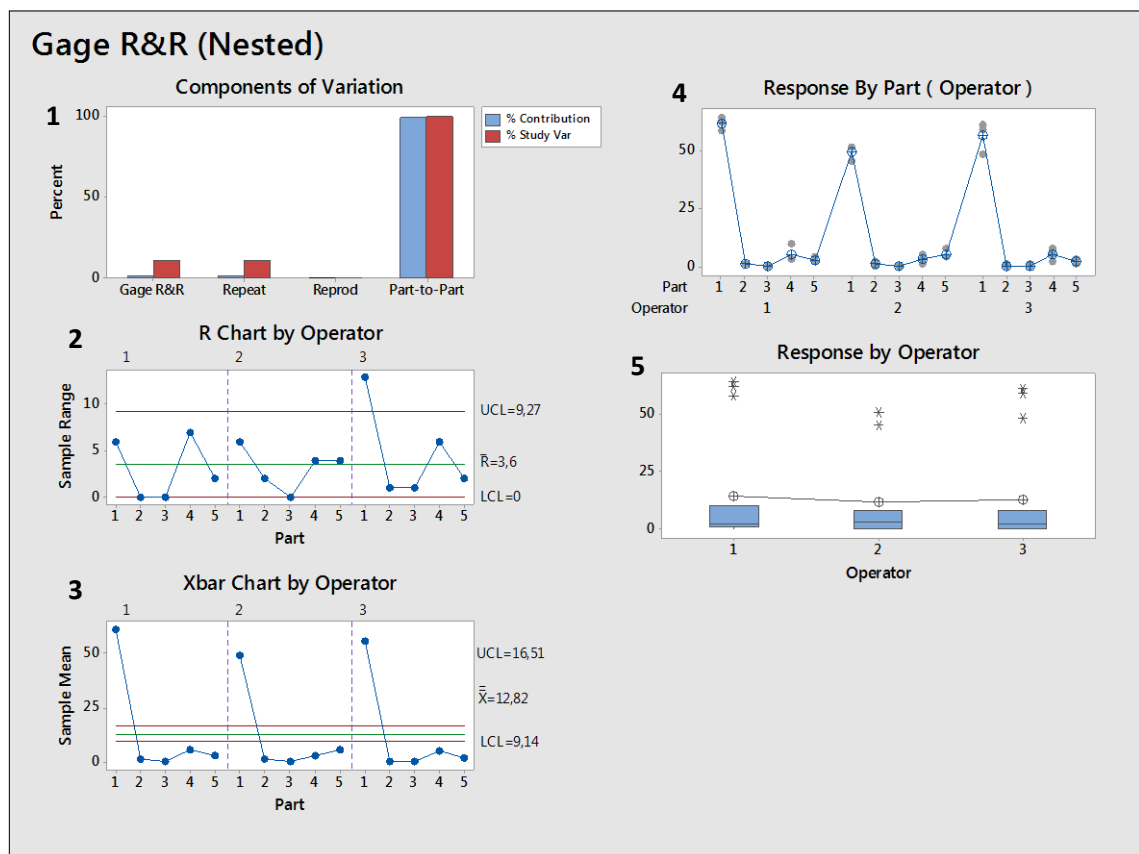 Gage R&R (Nested)
1
Components of Variation
100
50
0
Percent
% Contribution
% Study Var
Gage R&R Repeat Reprod Part-to-Part
2
R Chart by Operator
1 2 3
10
5
0
Sample Range
UCL=9,27
R̄=3,6
LCL=0
1 2 3 4 5 1 2 3 4 5 1 2 3 4 5
Part
3
Xbar Chart by Operator
1 2 3
50
25
0
Sample Mean
UCL=16,51
X̿=12,82
LCL=9,14
1 2 3 4 5 1 2 3 4 5 1 2 3 4 5
Part
4
Response By Part ( Operator )
50
25
0
Part 1 2 3 4 5 1 2 3 4 5 1 2 3 4 5
Operator 1 2 3
5
Response by Operator
50
25
0
1 2 3
Operator